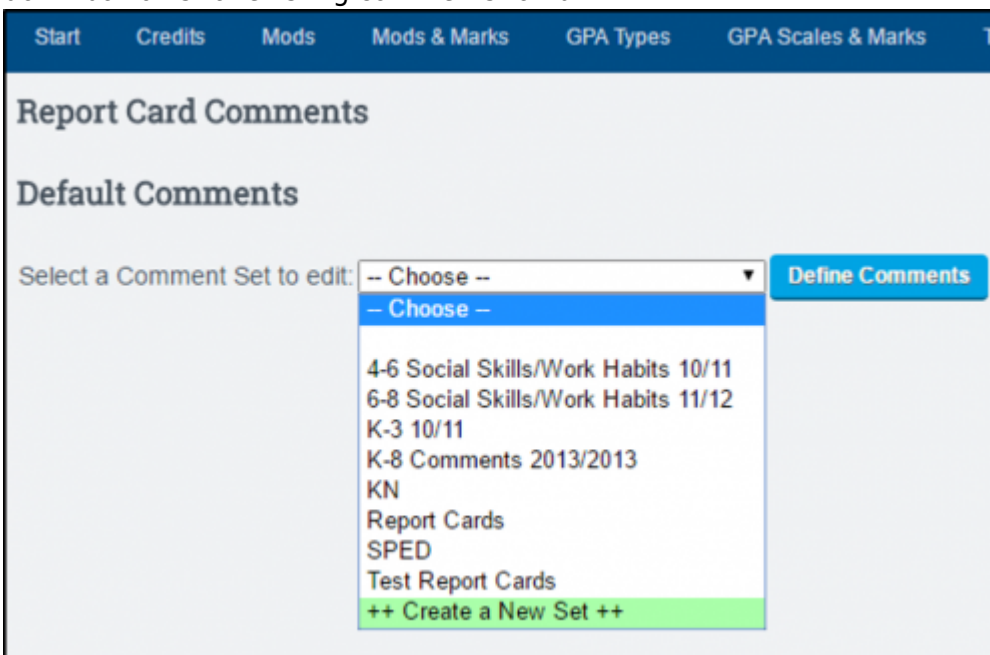 Start Credits Mods Mods & Marks GPA Types GPA Scales & Marks
Report Card Comments
Default Comments
Select a Comment Set to edit: -- Choose -- Define Comments
-- Choose --
4-6 Social Skills/Work Habits 10/11
6-8 Social Skills/Work Habits 11/12
K-3 10/11
K-8 Comments 2013/2013
KN
Report Cards
SPED
Test Report Cards
++ Create a New Set ++